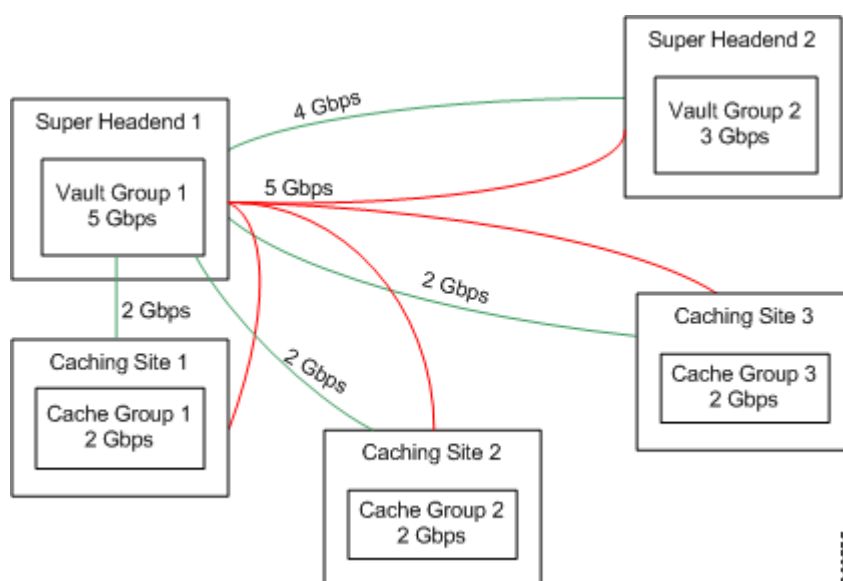 Super Headend 2
Vault Group 2
3 Gbps
4 Gbps
Super Headend 1
Vault Group 1
5 Gbps
5 Gbps
2 Gbps
2 Gbps
2 Gbps
Caching Site 3
Cache Group 3
2 Gbps
Caching Site 1
Cache Group 1
2 Gbps
Caching Site 2
Cache Group 2
2 Gbps